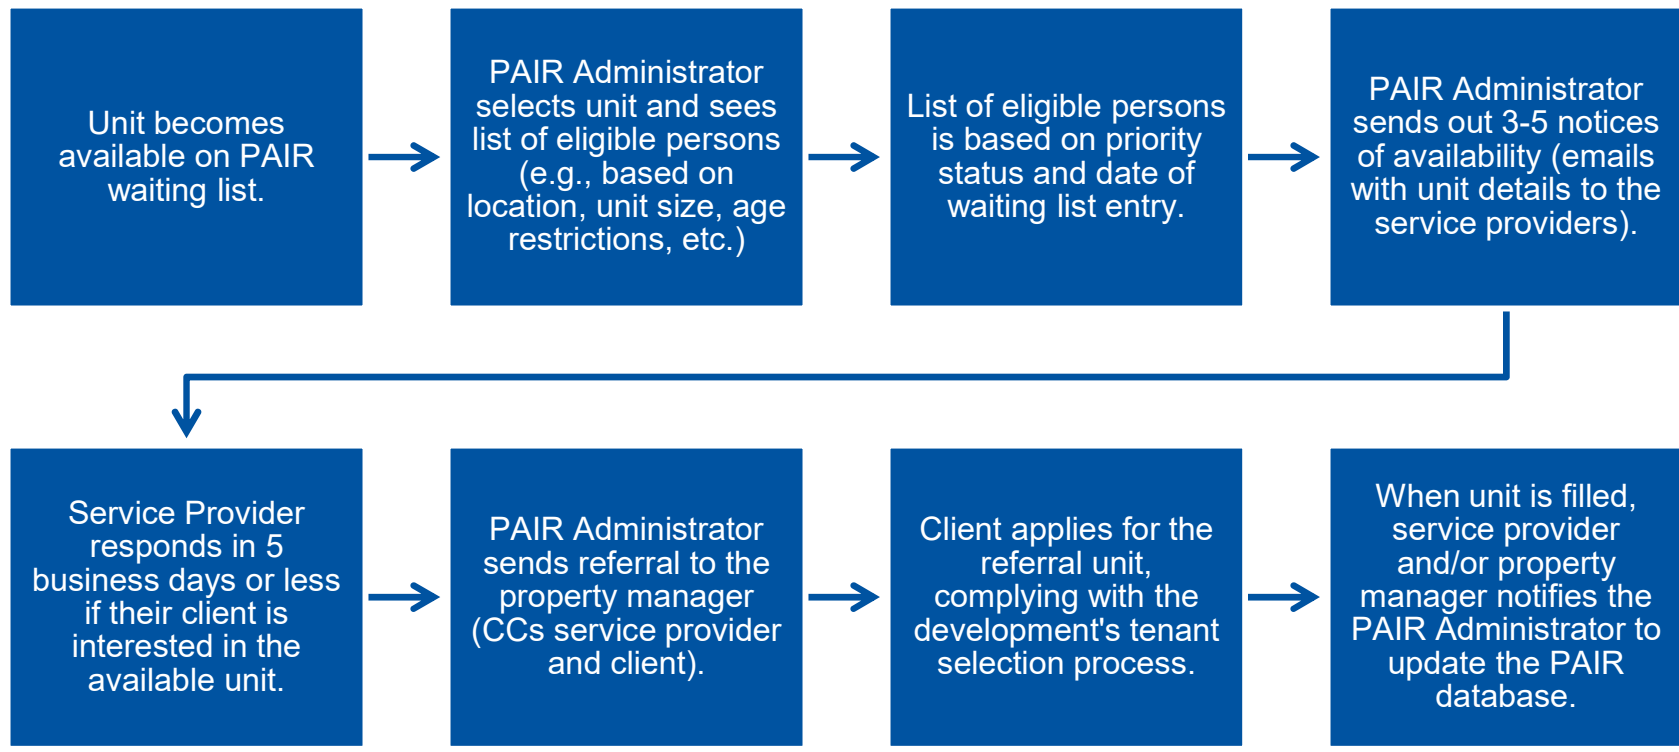 Unit becomes
available on PAIR
waiting list.
PAIR Administrator
selects unit and sees
list of eligible persons
(e.g., based on
location, unit size, age
restrictions, etc.)
List of eligible persons
is based on priority
status and date of
waiting list entry.
PAIR Administrator
sends out 3-5 notices
of availability (emails
with unit details to the
service providers).
Service Provider
responds in 5
business days or less
if their client is
interested in the
available unit.
PAIR Administrator
sends referral to the
property manager
(CCs service provider
and client).
Client applies for the
referral unit,
complying with the
development's tenant
selection process.
When unit is filled,
service provider
and/or property
manager notifies the
PAIR Administrator to
update the PAIR
database.